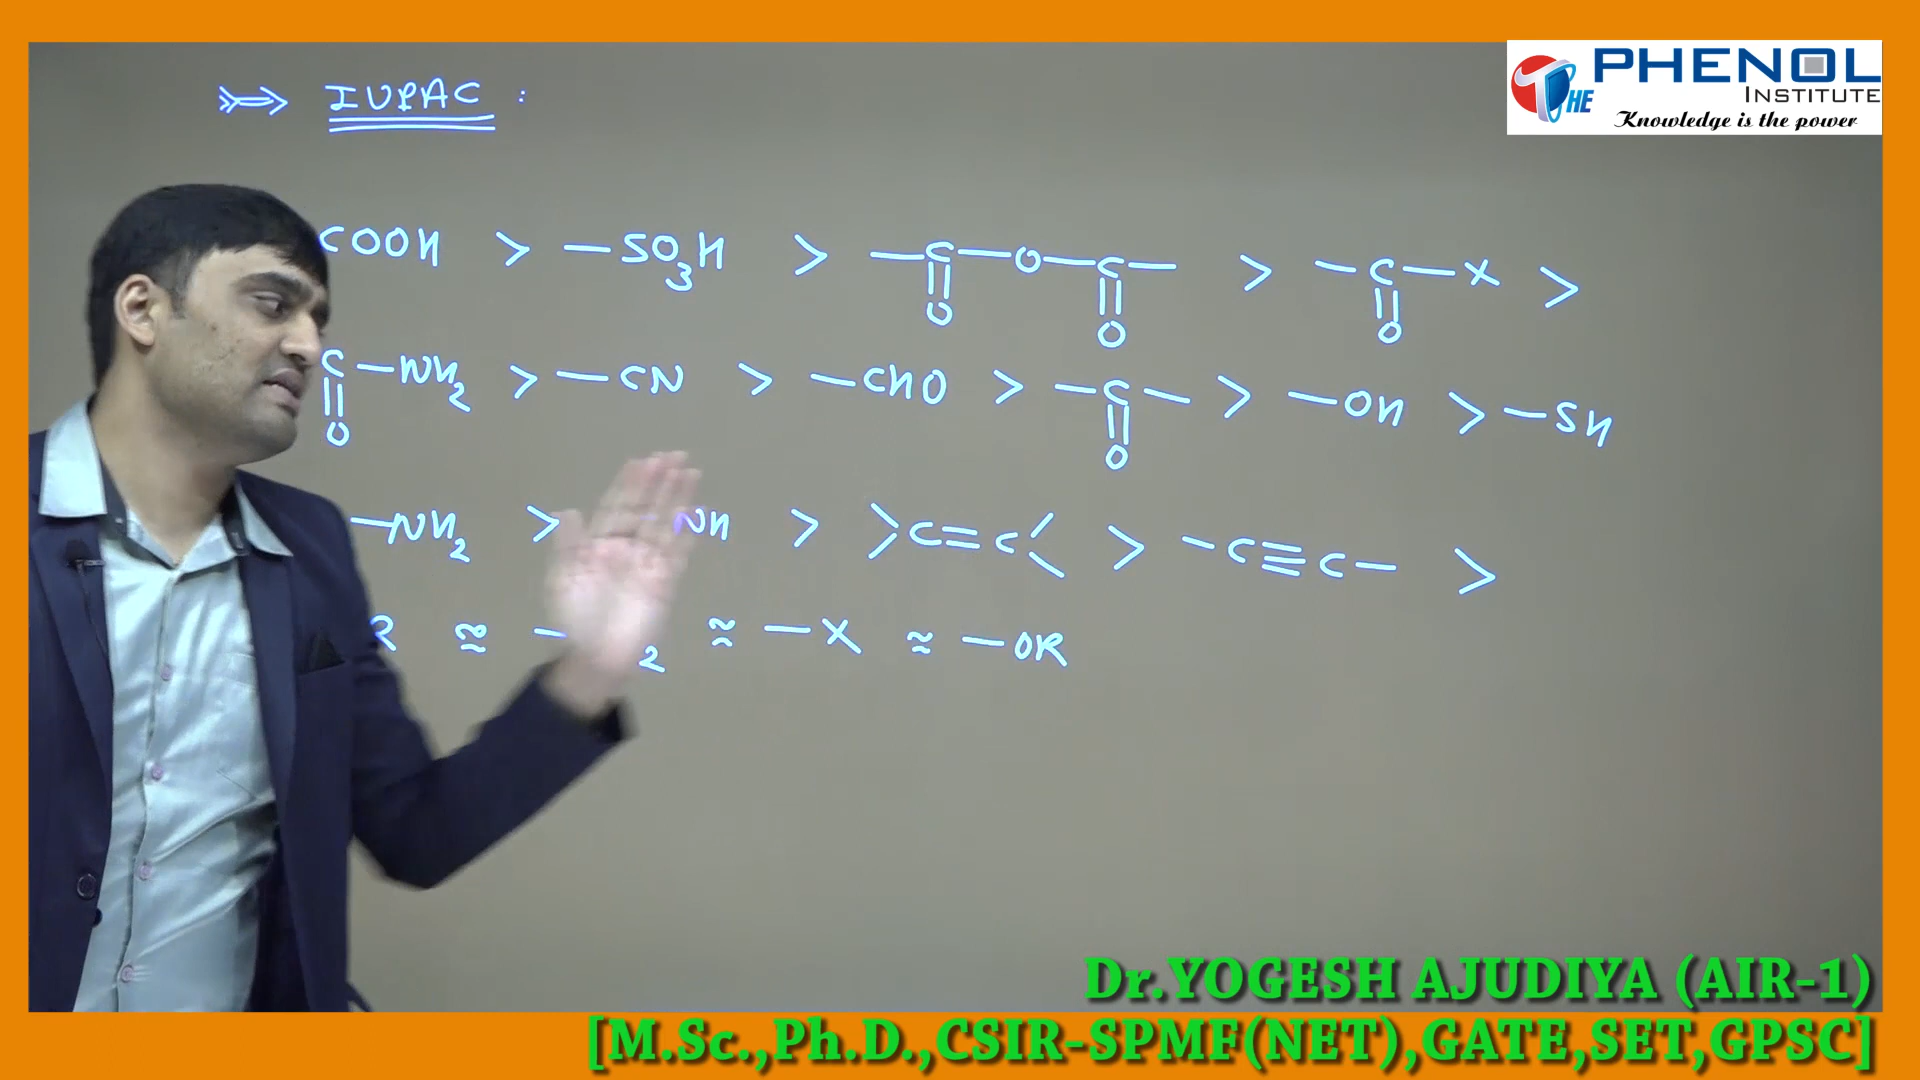 IUPAC :
PHENOL
THE
INSTITUTE
Knowledge is the power
COOH > —SO3H > —C—O—C— > —C—X >
O O O
C—NH2 > —CN > —CHO > —C— > —OH > —SH
O O
—NH2 > NH > >C=C< > —C≡C— >
R ≈ — 2 ≈ —X ≈ —OR
Dr.YOGESH AJUDIYA (AIR-1)
[M.Sc.,Ph.D.,CSIR-SPMF(NET),GATE,SET,GPSC]